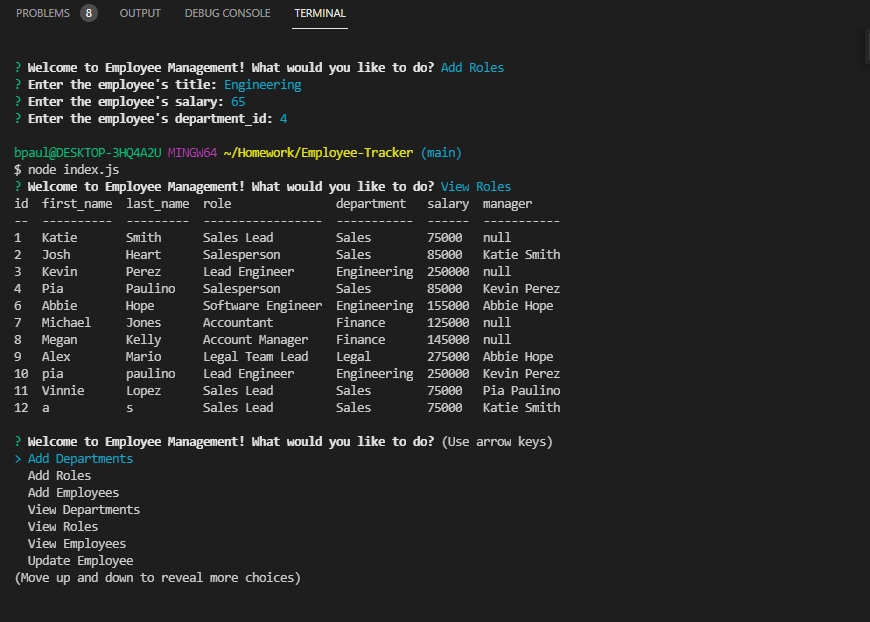 PROBLEMS 8 OUTPUT DEBUG CONSOLE TERMINAL
? Welcome to Employee Management! What would you like to do? Add Roles
? Enter the employee's title: Engineering
? Enter the employee's salary: 65
? Enter the employee's department_id: 4
bpaul@DESKTOP-3HQ4A2U MINGW64 ~/Homework/Employee-Tracker (main)
$ node index.js
? Welcome to Employee Management! What would you like to do? View Roles
id  first_name  last_name  role               department   salary  manager
--  ----------  ---------  -----------------  -----------  ------  -----------
1   Katie       Smith      Sales Lead         Sales        75000   null
2   Josh        Heart      Salesperson        Sales        85000   Katie Smith
3   Kevin       Perez      Lead Engineer      Engineering  250000  null
4   Pia         Paulino    Salesperson        Sales        85000   Kevin Perez
6   Abbie       Hope       Software Engineer  Engineering  155000  Abbie Hope
7   Michael     Jones      Accountant         Finance      125000  null
8   Megan       Kelly      Account Manager    Finance      145000  null
9   Alex        Mario      Legal Team Lead    Legal        275000  Abbie Hope
10  pia         paulino    Lead Engineer      Engineering  250000  Kevin Perez
11  Vinnie      Lopez      Sales Lead         Sales        75000   Pia Paulino
12  a           s          Sales Lead         Sales        75000   Katie Smith
? Welcome to Employee Management! What would you like to do? (Use arrow keys)
> Add Departments
  Add Roles
  Add Employees
  View Departments
  View Roles
  View Employees
  Update Employee
(Move up and down to reveal more choices)